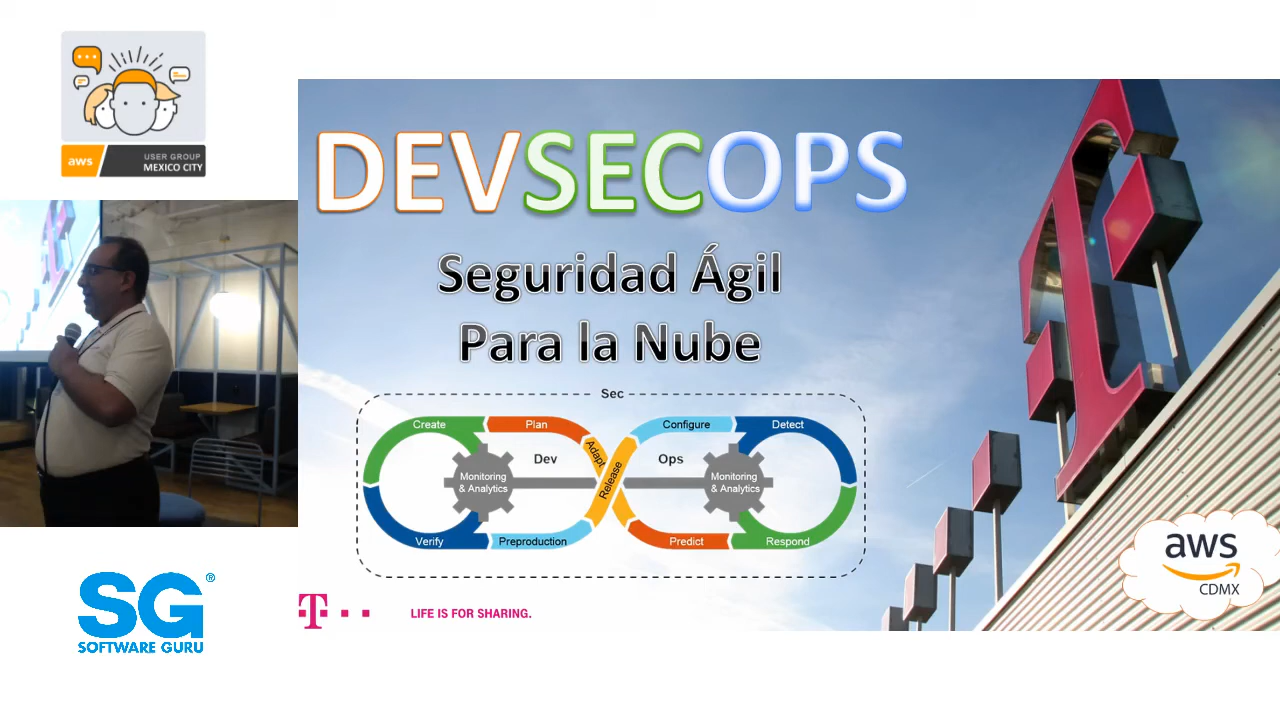 aws
USER GROUP
MEXICO CITY
DEVSECOPS
Seguridad Ágil
Para la Nube
Sec
Create
Plan
Configure
Detect
Adapt
Dev
Release
Ops
Monitoring
& Analytics
Monitoring
& Analytics
Verify
Preproduction
Predict
Respond
aws
CDMX
SG®
SOFTWARE GURU
T
LIFE IS FOR SHARING.